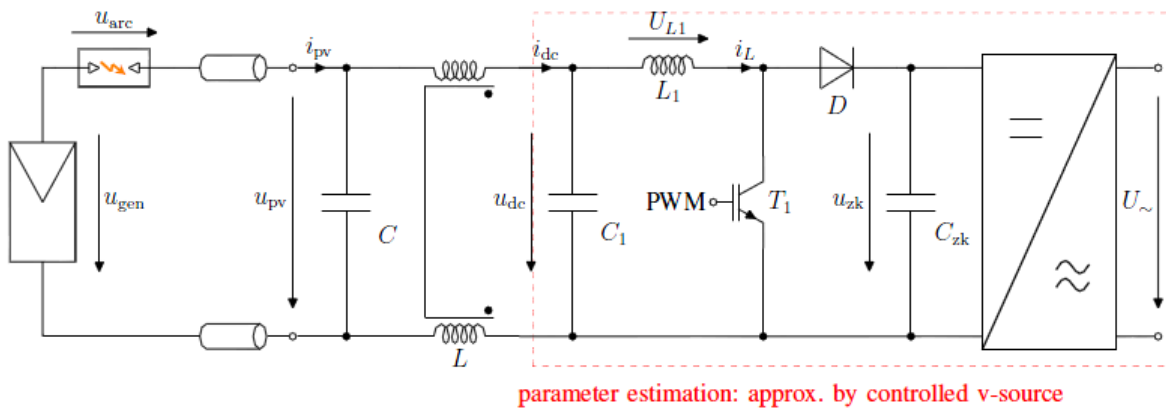 u_arc
i_pv
i_dc
U_L1
i_L
L_1
D
u_gen
u_pv
C
u_dc
C_1
PWM
T_1
u_zk
C_zk
U_~
L
parameter estimation: approx. by controlled v-source